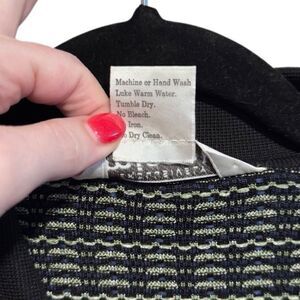 Machine or Hand Wash
Luke Warm Water.
Tumble Dry.
No Bleach.
Iron.
Dry Clean.